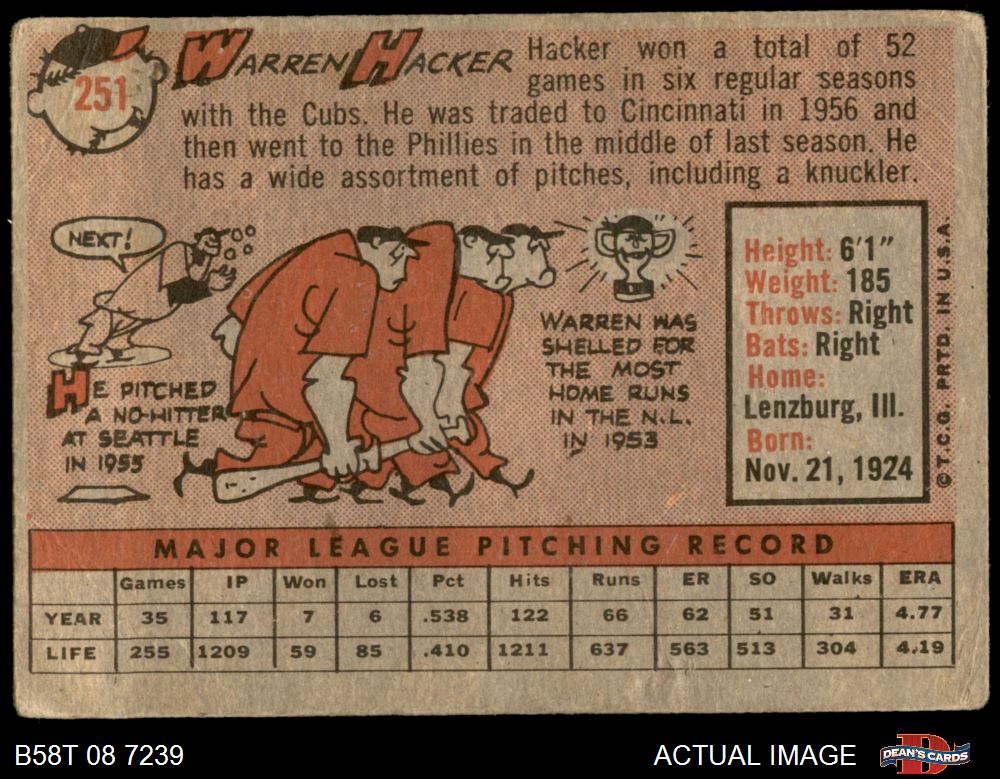 251
WARREN HACKER
Hacker won a total of 52
games in six regular seasons
with the Cubs. He was traded to Cincinnati in 1956 and
then went to the Phillies in the middle of last season. He
has a wide assortment of pitches, including a knuckler.
NEXT!
HE PITCHED
A NO-HITTER
AT SEATTLE
IN 1955
WARREN WAS
SHELLED FOR
THE MOST
HOME RUNS
IN THE N.L.
IN 1953
Height: 6'1"
Weight: 185
Throws: Right
Bats: Right
Home:
Lenzburg, Ill.
Born:
Nov. 21, 1924
© T.C.G. PRTD. IN U.S.A.
MAJOR LEAGUE PITCHING RECORD
Games IP Won Lost Pct Hits Runs ER SO Walks ERA
YEAR 35 117 7 6 .538 122 66 62 51 31 4.77
LIFE 255 1209 59 85 .410 1211 637 563 513 304 4.19
B58T 08 7239
ACTUAL IMAGE
DEAN'S CARDS